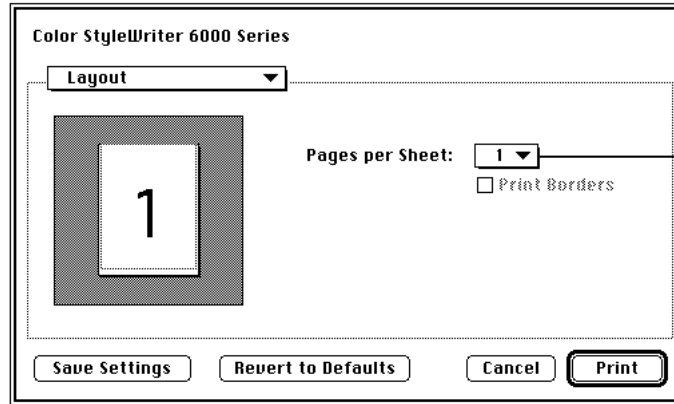 Color StyleWriter 6000 Series
Layout
1
Pages per Sheet: 1
Print Borders
Save Settings Revert to Defaults Cancel Print